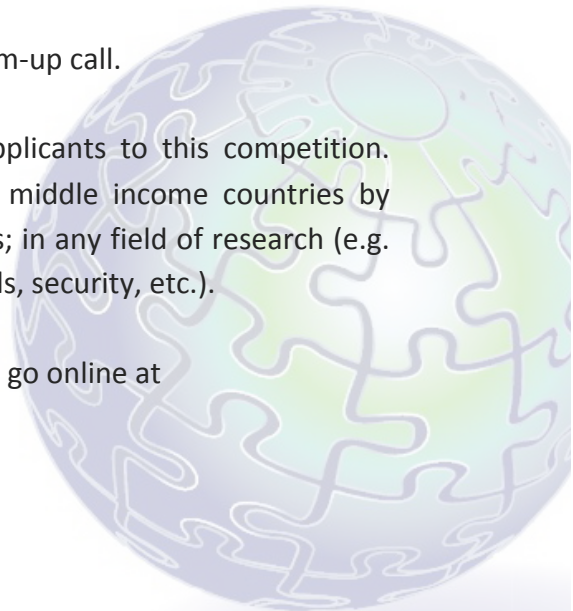 m-up call.
pplicants to this competition.
middle income countries by
s; in any field of research (e.g.
ds, security, etc.).
go online at